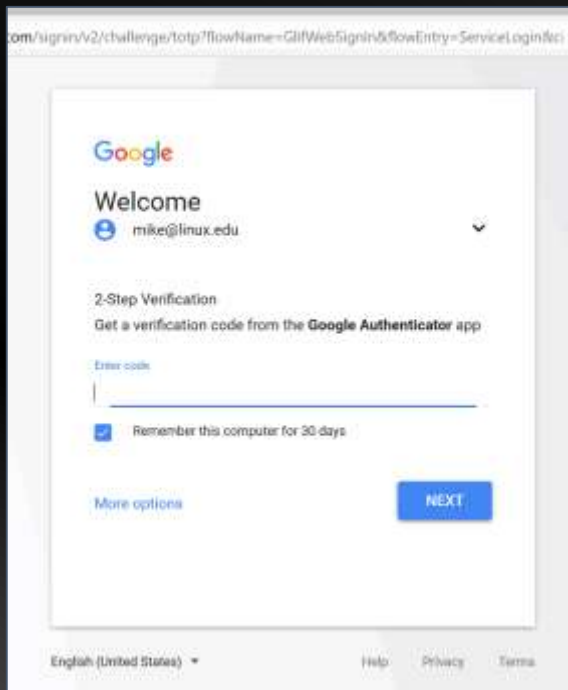 com/signin/v2/challenge/totp?flowName=GlifWebSignIn&flowEntry=ServiceLogin&ci
Google
Welcome
mike@linux.edu
2-Step Verification
Get a verification code from the Google Authenticator app
Enter code
Remember this computer for 30 days
More options
NEXT
English (United States)
Help Privacy Terms